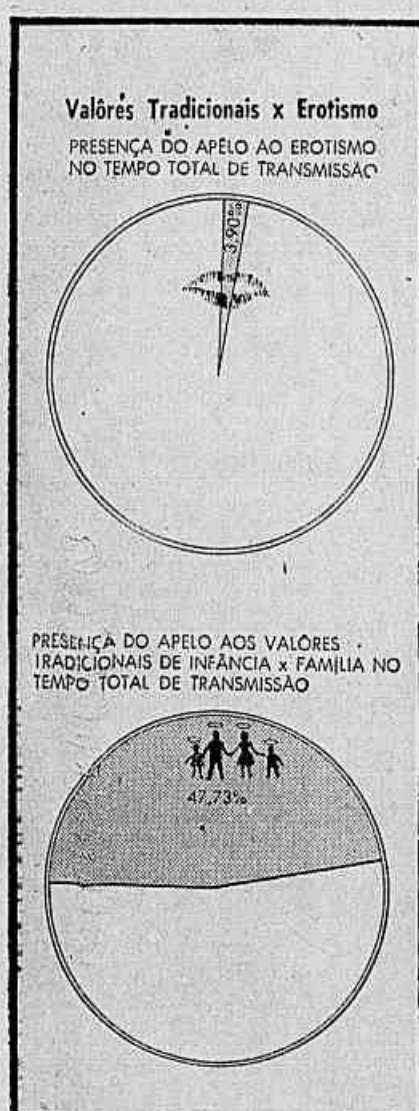 Valôres Tradicionais x Erotismo
PRESENÇA DO APÊLO AO EROTISMO
NO TEMPO TOTAL DE TRANSMISSÃO
3,90%
PRESENÇA DO APELO AOS VALÔRES
TRADICIONAIS DE INFÂNCIA x FAMÍLIA NO
TEMPO TOTAL DE TRANSMISSÃO
47,73%